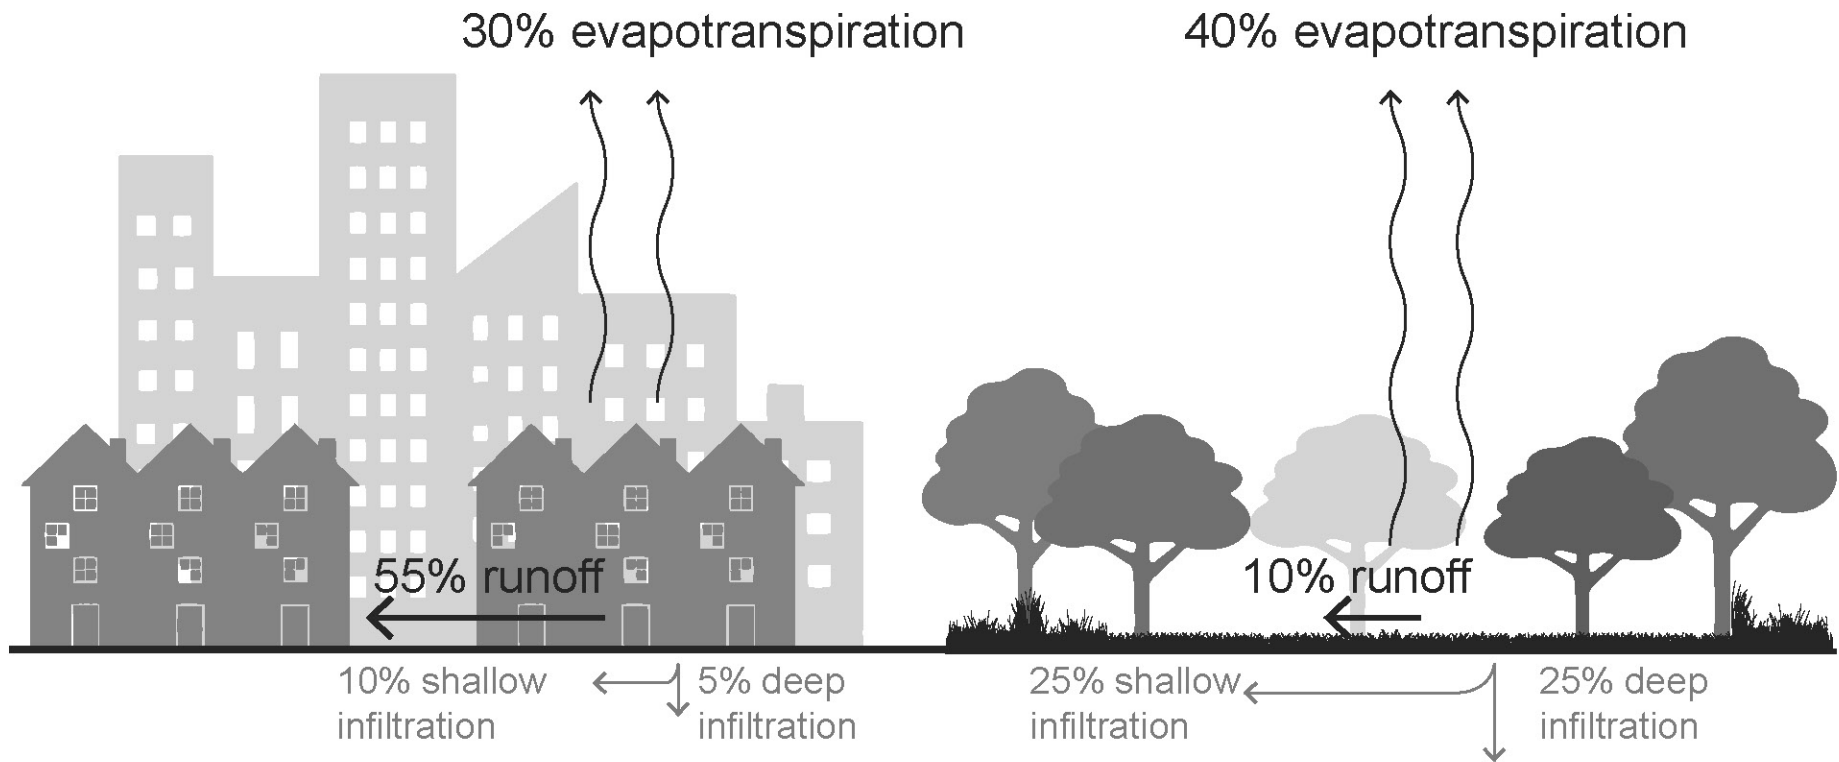 30% evapotranspiration
40% evapotranspiration
55% runoff
10% runoff
10% shallow
infiltration
5% deep
infiltration
25% shallow
infiltration
25% deep
infiltration